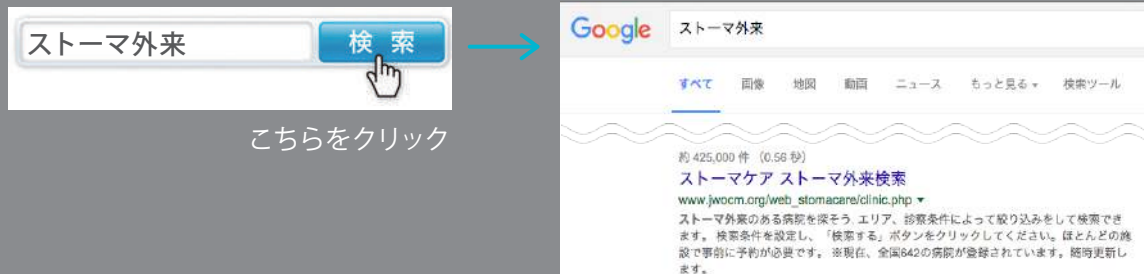 ストーマ外来
検 索
こちらをクリック
Google
ストーマ外来
すべて 画像 地図 動画 ニュース もっと見る 検索ツール
約 425,000 件 (0.56 秒)
ストーマケア ストーマ外来検索
www.jwocm.org/web_stomacare/clinic.php
ストーマ外来のある病院を探そう エリア、診察条件によって絞り込みをして検索でき
ます。 検索条件を設定し、「検索する」ボタンをクリックしてください。ほとんどの施
設で事前に予約が必要です。 ※現在、全国642の病院が登録されています。随時更新し
ます。